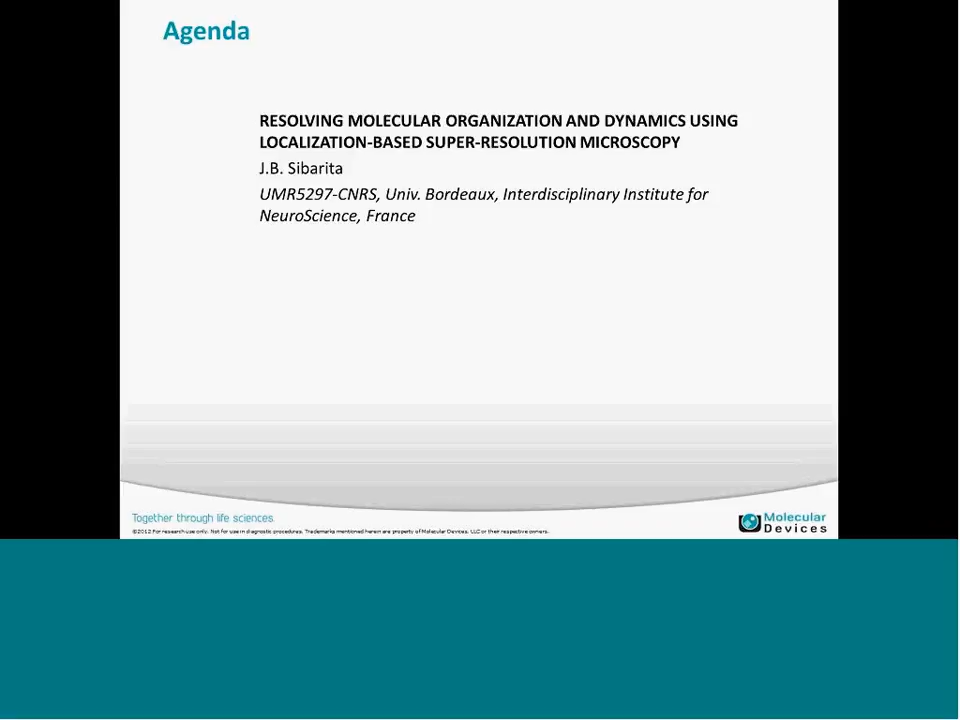 Agenda
RESOLVING MOLECULAR ORGANIZATION AND DYNAMICS USING
LOCALIZATION-BASED SUPER-RESOLUTION MICROSCOPY
J.B. Sibarita
UMR5297-CNRS, Univ. Bordeaux, Interdisciplinary Institute for
NeuroScience, France
Together through life sciences.
©2012 For research use only. Not for use in diagnostic procedures. Trademarks mentioned herein are property of Molecular Devices, LLC or their respective owners.
Molecular
Devices